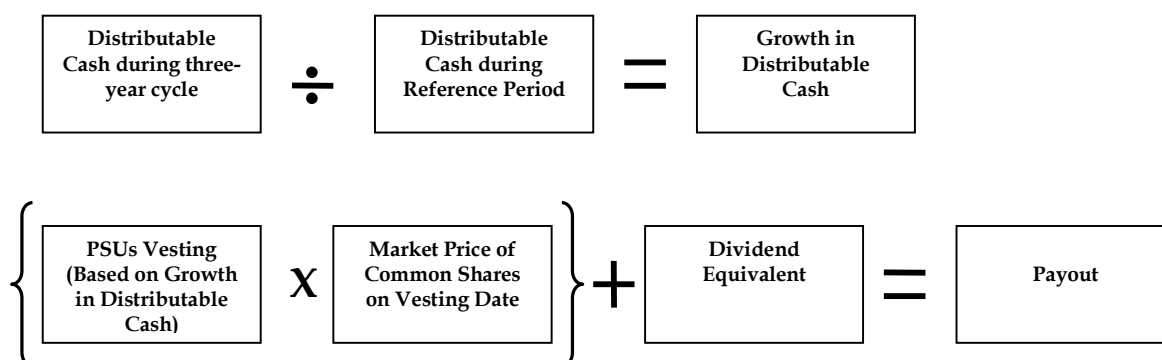 Distributable
Cash during three-
year cycle
÷
Distributable
Cash during
Reference Period
=
Growth in
Distributable
Cash
{
PSUs Vesting
(Based on Growth
in Distributable
Cash)
x
Market Price of
Common Shares
on Vesting Date
}
+
Dividend
Equivalent
=
Payout